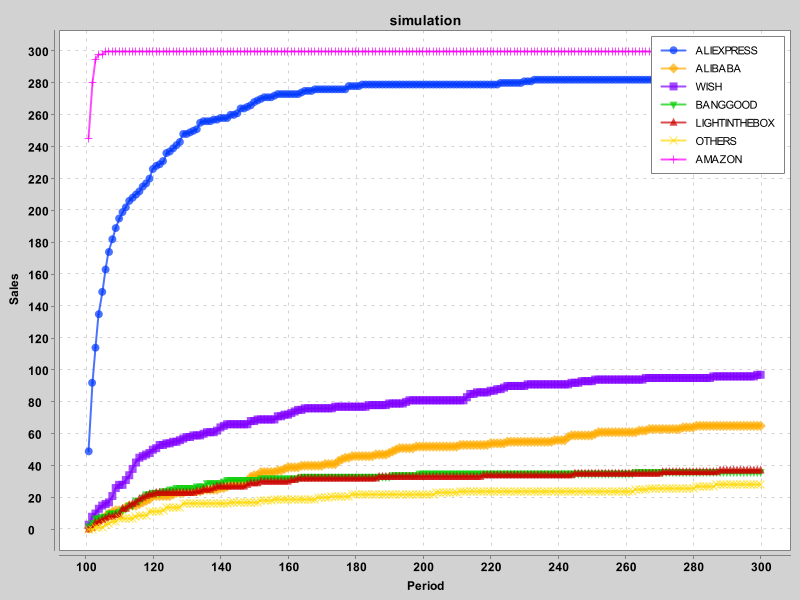 simulation
Sales
300
280
260
240
220
200
180
160
140
120
100
80
60
40
20
0
ALIEXPRESS
ALIBABA
WISH
BANGGOOD
LIGHTINTHEBOX
OTHERS
AMAZON
100 120 140 160 180 200 220 240 260 280 300
Period